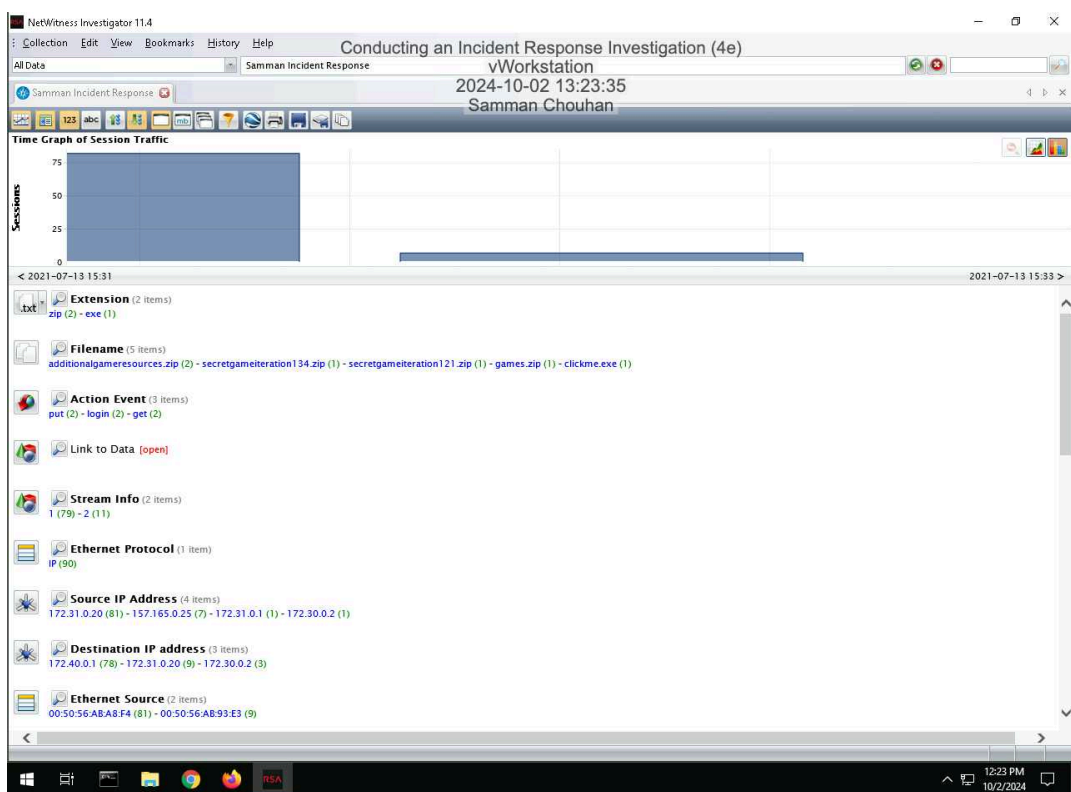 NetWitness Investigator 11.4
Collection Edit View Bookmarks History Help
Conducting an Incident Response Investigation (4e)
All Data
Samman Incident Response
vWorkstation
Samman Incident Response
2024-10-02 13:23:35
Samman Chouhan
123 abc mb
Time Graph of Session Traffic
Sessions
75
50
25
0
< 2021-07-13 15:31
2021-07-13 15:33 >
.txt
Extension (2 items)
zip (2) - exe (1)
Filename (5 items)
additionalgameresources.zip (2) - secretgameiteration134.zip (1) - secretgameiteration121.zip (1) - games.zip (1) - clickme.exe (1)
Action Event (3 items)
put (2) - login (2) - get (2)
Link to Data [open]
Stream Info (2 items)
1 (79) - 2 (11)
Ethernet Protocol (1 item)
IP (90)
Source IP Address (4 items)
172.31.0.20 (81) - 157.165.0.25 (7) - 172.31.0.1 (1) - 172.30.0.2 (1)
Destination IP address (3 items)
172.40.0.1 (78) - 172.31.0.20 (9) - 172.30.0.2 (3)
Ethernet Source (2 items)
00:50:56:AB:A8:F4 (81) - 00:50:56:AB:93:E3 (9)
RSA
12:23 PM
10/2/2024